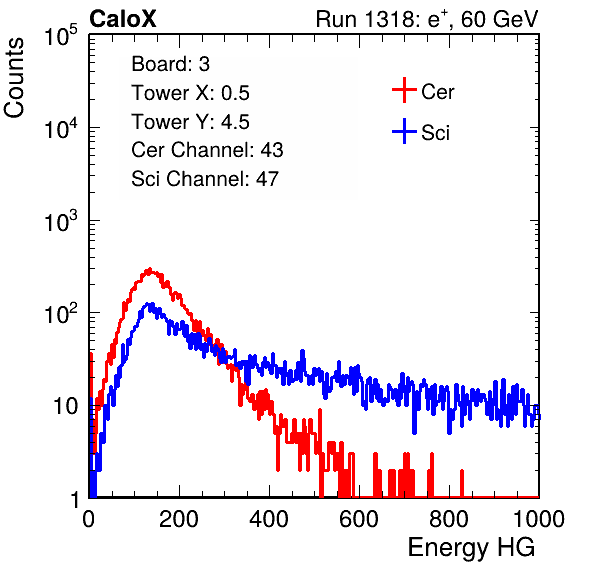 CaloX Run 1318: e⁺, 60 GeV
Counts
10⁵
10⁴
10³
10²
10
1
Board: 3
Tower X: 0.5
Tower Y: 4.5
Cer Channel: 43
Sci Channel: 47
Cer
Sci
0 200 400 600 800 1000
Energy HG